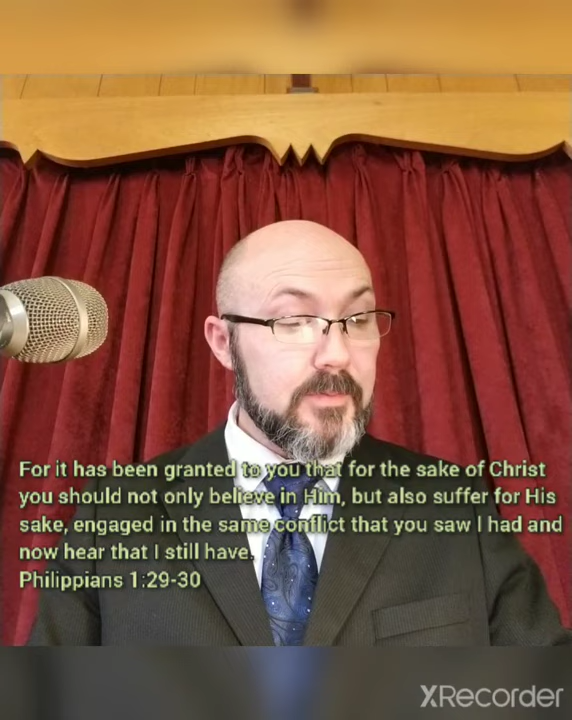 For it has been granted to you that for the sake of Christ
you should not only believe in Him, but also suffer for His
sake, engaged in the same conflict that you saw I had and
now hear that I still have.
Philippians 1:29-30
XRecorder